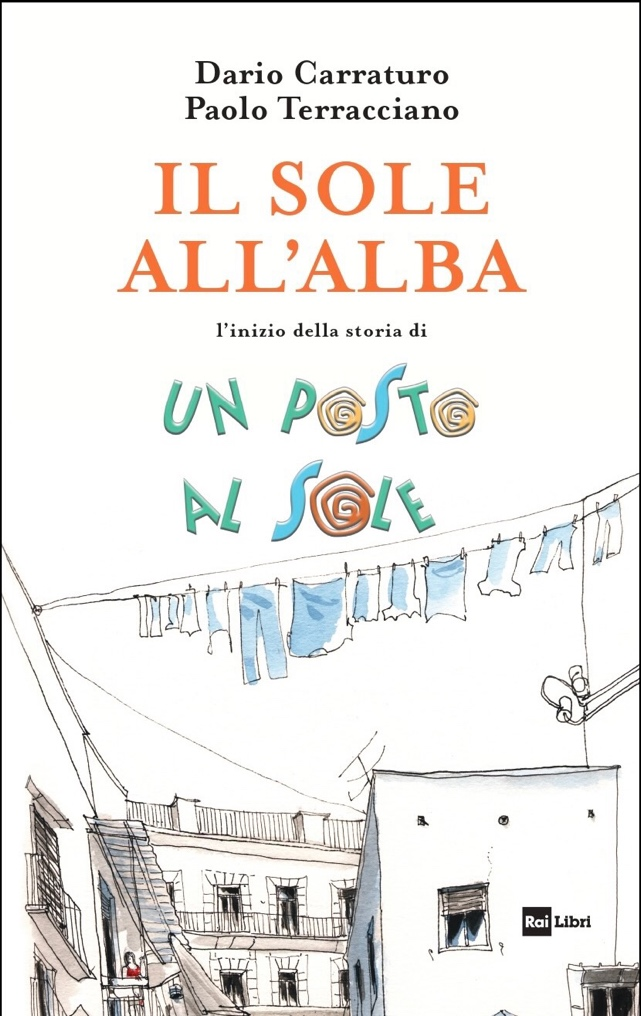 Dario Carraturo
Paolo Terracciano
IL SOLE
ALL'ALBA
l'inizio della storia di
UN POSTO
AL SOLE
Rai Libri